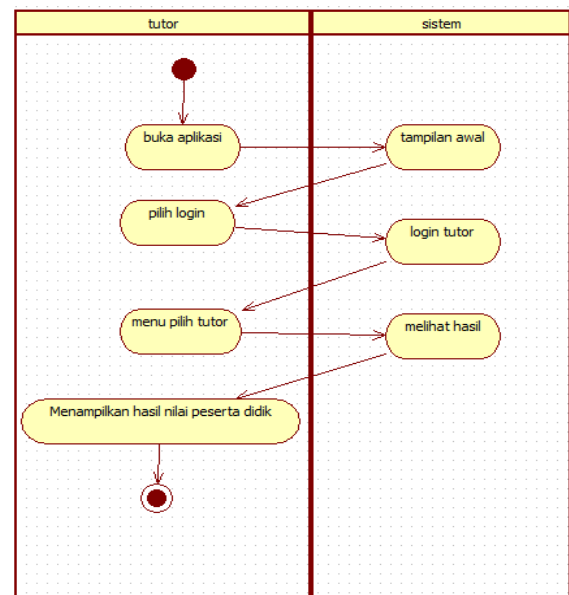 tutor
sistem
buka aplikasi
tampilan awal
pilih login
login tutor
menu pilih tutor
melihat hasil
Menampilkan hasil nilai peserta didik